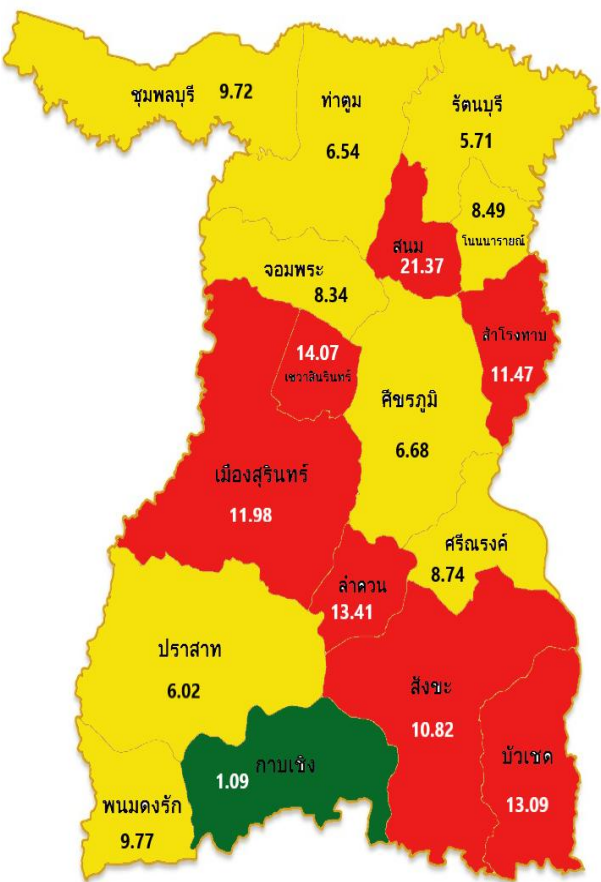 ชุมพลบุรี 9.72
ท่าตูม
6.54
รัตนบุรี
5.71
8.49
โนนนารายณ์
สนม
21.37
จอมพระ
8.34
สำโรงทาบ
11.47
14.07
เขวาสินรินทร์
ศีขรภูมิ
6.68
เมืองสุรินทร์
11.98
ศรีณรงค์
8.74
ลำดวน
13.41
ปราสาท
6.02
สังขะ
10.82
บัวเชด
13.09
1.09 กาบเชิง
พนมดงรัก
9.77